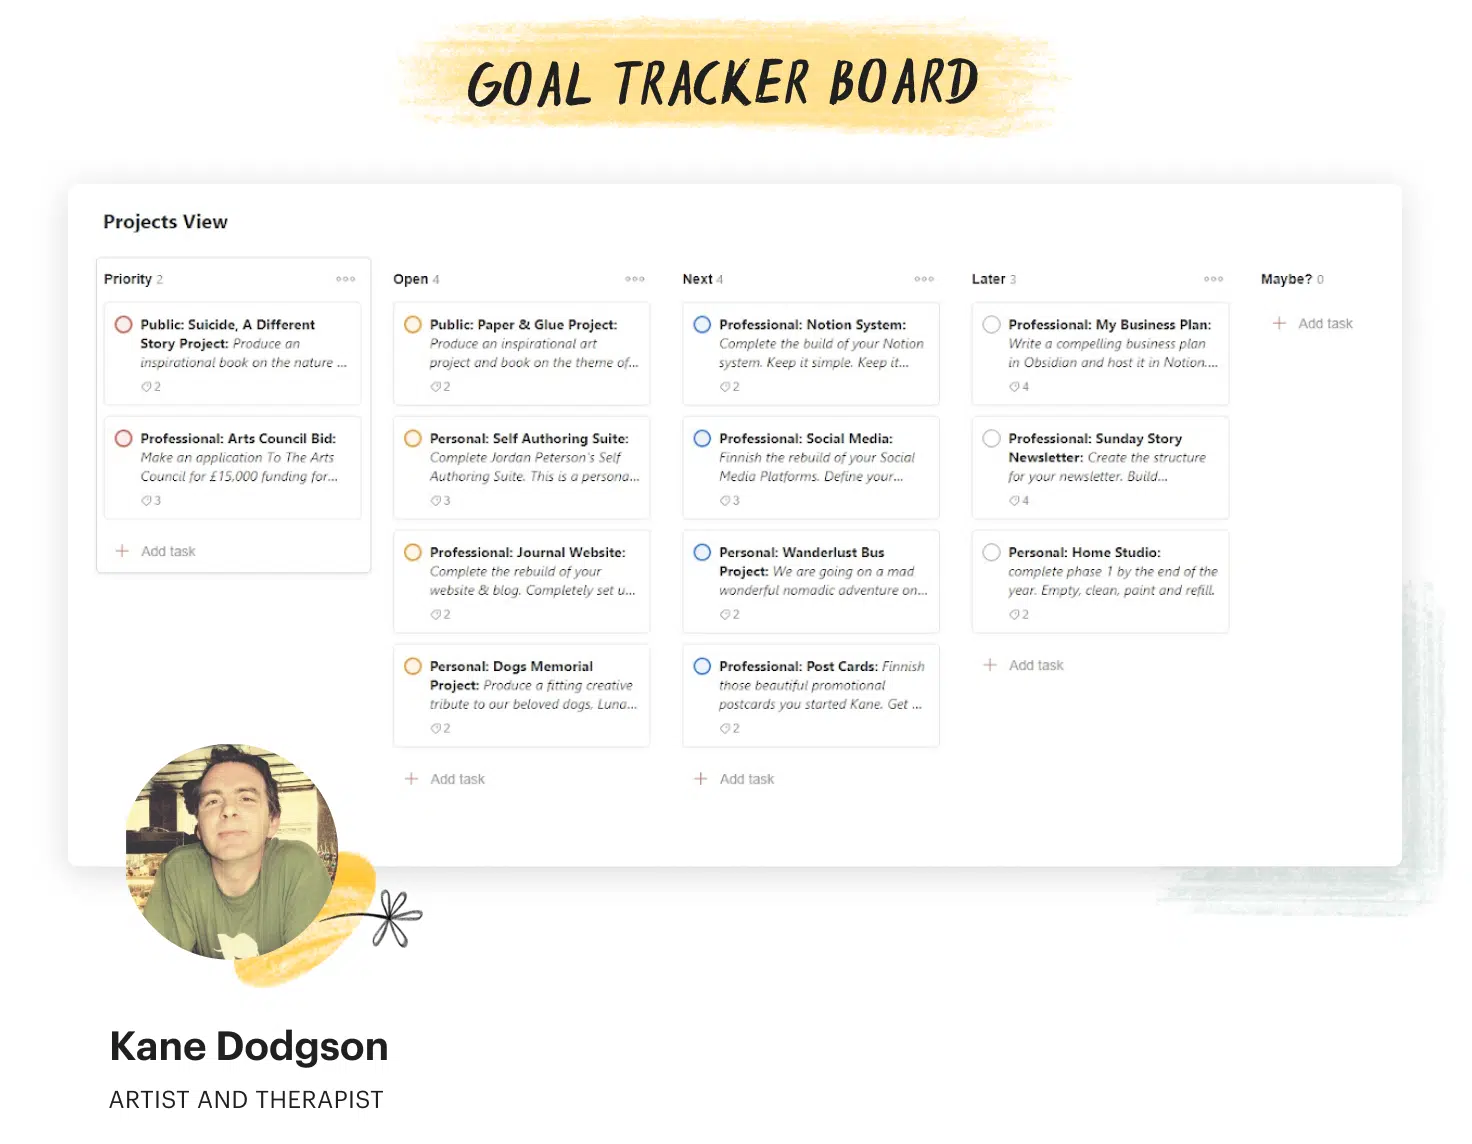 GOAL TRACKER BOARD
Projects View
Priority 2
Public: Suicide, A Different
Story Project: Produce an
inspirational book on the nature ...
2
Professional: Arts Council Bid:
Make an application To The Arts
Council for £15,000 funding for...
3
Add task
Open 4
Public: Paper & Glue Project:
Produce an inspirational art
project and book on the theme of...
2
Personal: Self Authoring Suite:
Complete Jordan Peterson's Self
Authoring Suite. This is a persona...
3
Professional: Journal Website:
Complete the rebuild of your
website & blog. Completely set u...
2
Personal: Dogs Memorial
Project: Produce a fitting creative
tribute to our beloved dogs, Luna...
2
Add task
Next 4
Professional: Notion System:
Complete the build of your Notion
system. Keep it simple. Keep it...
2
Professional: Social Media:
Finnish the rebuild of your Social
Media Platforms. Define your...
3
Personal: Wanderlust Bus
Project: We are going on a mad
wonderful nomadic adventure on...
2
Professional: Post Cards: Finnish
those beautiful promotional
postcards you started Kane. Get ...
2
Add task
Later 3
Professional: My Business Plan:
Write a compelling business plan
in Obsidian and host it in Notion....
4
Professional: Sunday Story
Newsletter: Create the structure
for your newsletter. Build...
4
Personal: Home Studio:
complete phase 1 by the end of the
year. Empty, clean, paint and refill.
2
Add task
Maybe? 0
Add task
Kane Dodgson
ARTIST AND THERAPIST